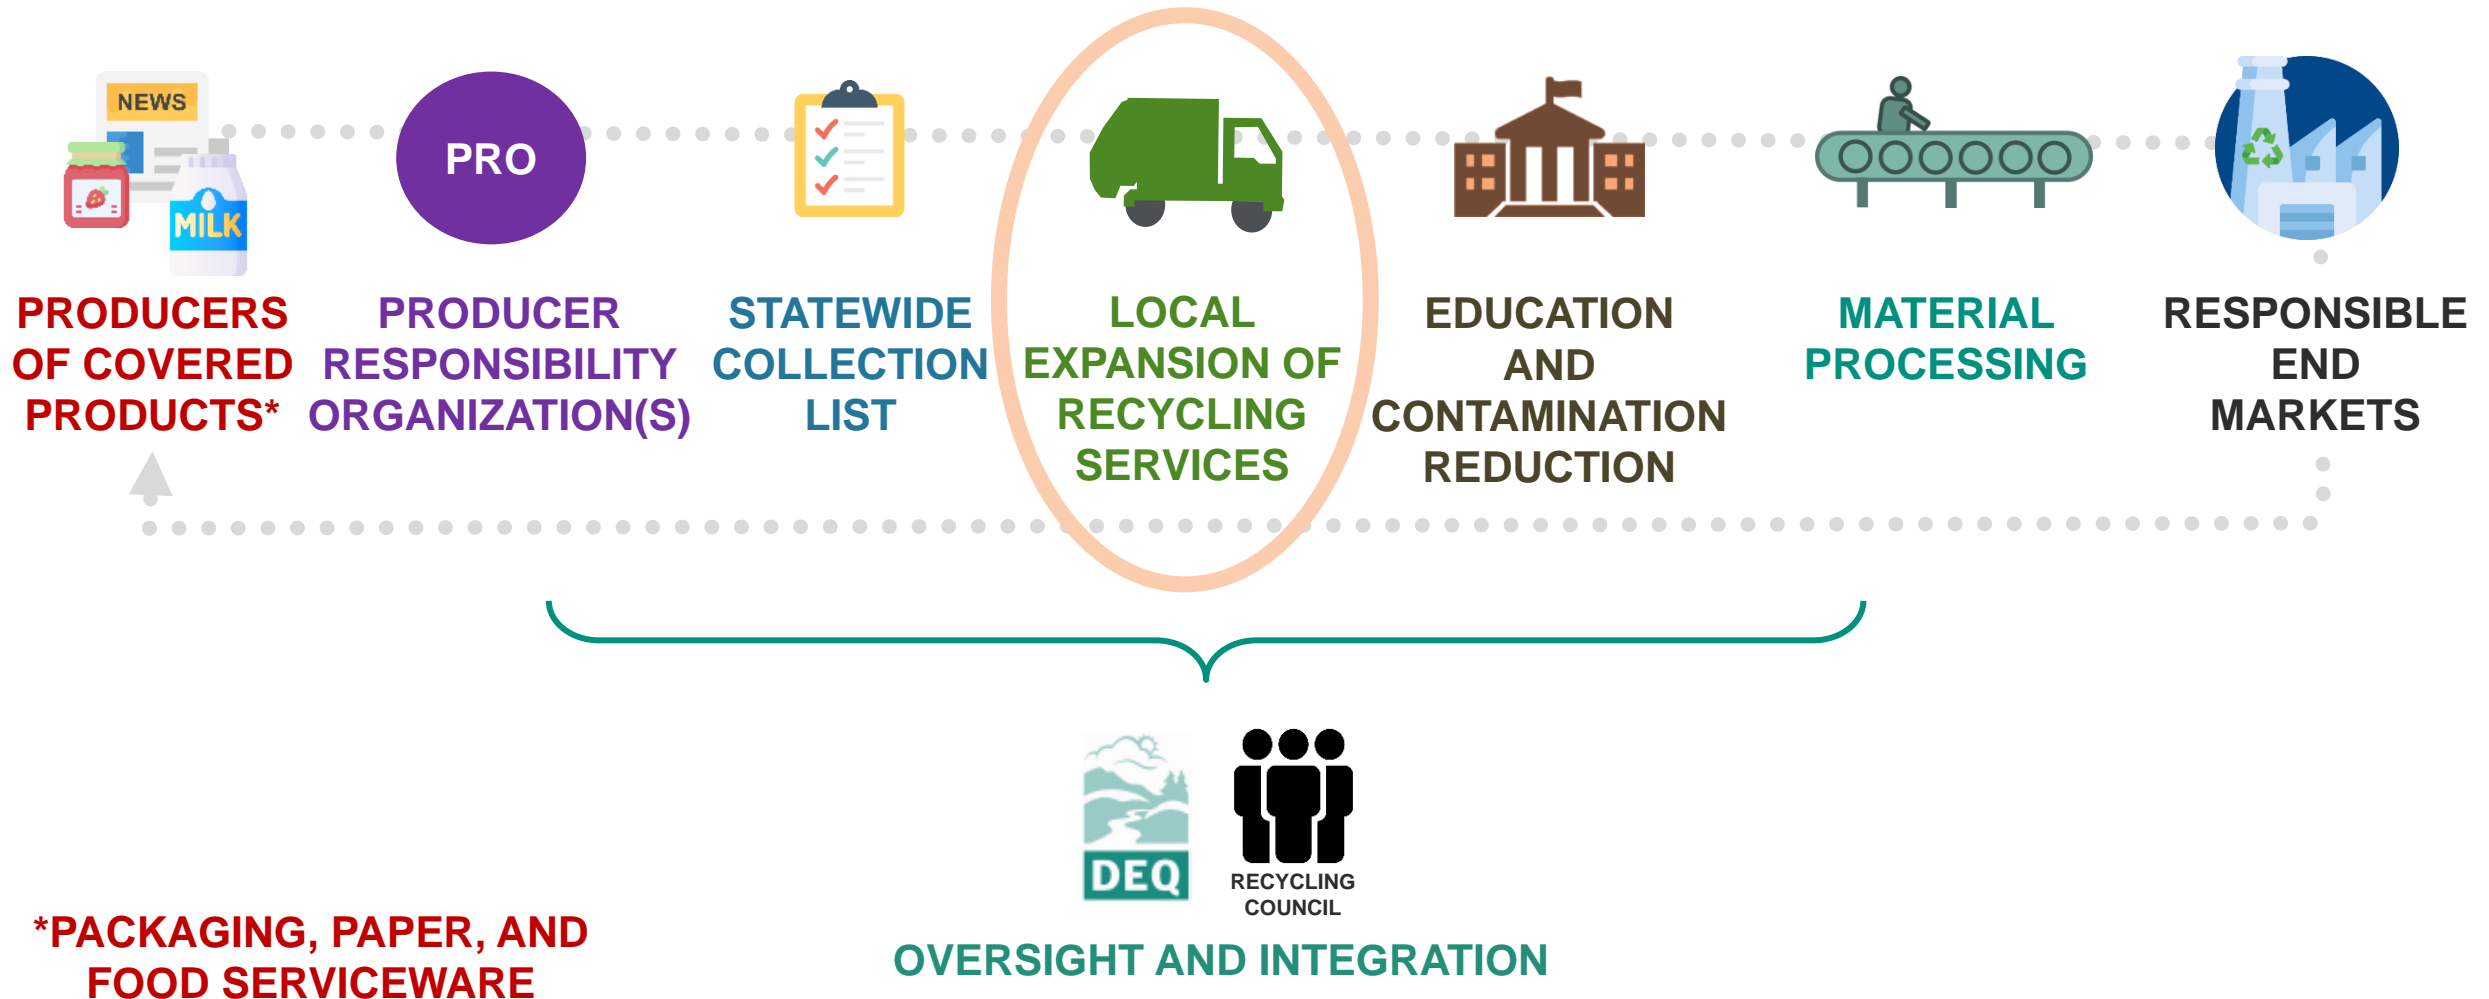 NEWS
MILK
PRO
PRODUCERS
OF COVERED
PRODUCTS*
PRODUCER
RESPONSIBILITY
ORGANIZATION(S)
STATEWIDE
COLLECTION
LIST
LOCAL
EXPANSION OF
RECYCLING
SERVICES
EDUCATION
AND
CONTAMINATION
REDUCTION
MATERIAL
PROCESSING
RESPONSIBLE
END
MARKETS
DEQ
RECYCLING
COUNCIL
OVERSIGHT AND INTEGRATION
*PACKAGING, PAPER, AND
FOOD SERVICEWARE